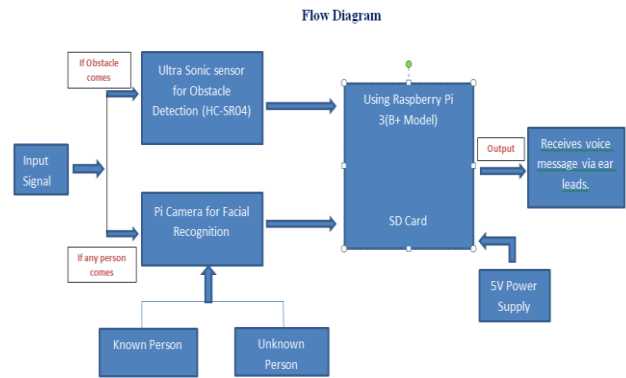 Flow Diagram
If Obstacle
comes
Ultra Sonic sensor
for Obstacle
Detection (HC-SR04)
Using Raspberry Pi
3(B+ Model)
SD Card
Output
Receives voice
message via ear
leads.
Input
Signal
Pi Camera for Facial
Recognition
If any person
comes
5V Power
Supply
Known Person
Unknown
Person